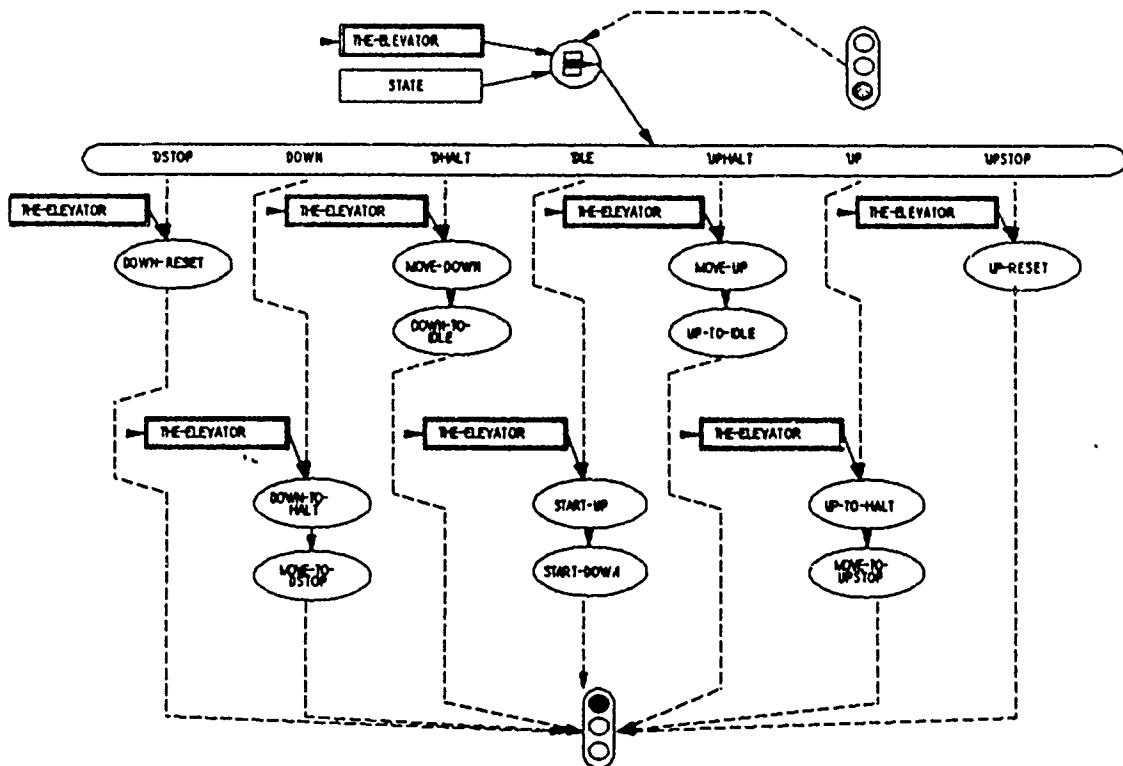 THE-ELEVATOR
STATE
DSTOP DOWN DHALT IDLE UPHALT UP UPSTOP
THE-ELEVATOR THE-ELEVATOR THE-ELEVATOR THE-ELEVATOR
DOWN-RESET MOVE-DOWN MOVE-UP UP-RESET
DOWN-TO-
IDLE
UP-TO-IDLE
THE-ELEVATOR THE-ELEVATOR THE-ELEVATOR
DOWN-TO-
HALT
START-UP UP-TO-HALT
MOVE-TO-
DSTOP
START-DOWN
MOVE-TO-
UPSTOP